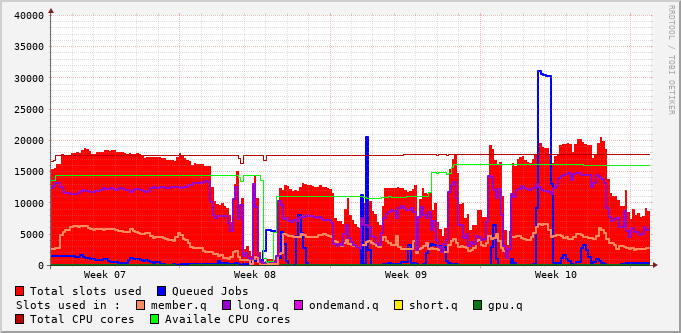 40000
35000
30000
25000
20000
15000
10000
5000
0
Week 07 Week 08 Week 09 Week 10
Total slots used Queued Jobs
Slots used in : member.q long.q ondemand.q short.q gpu.q
Total CPU cores Availale CPU cores
RRDTOOL / TOBI OETIKER